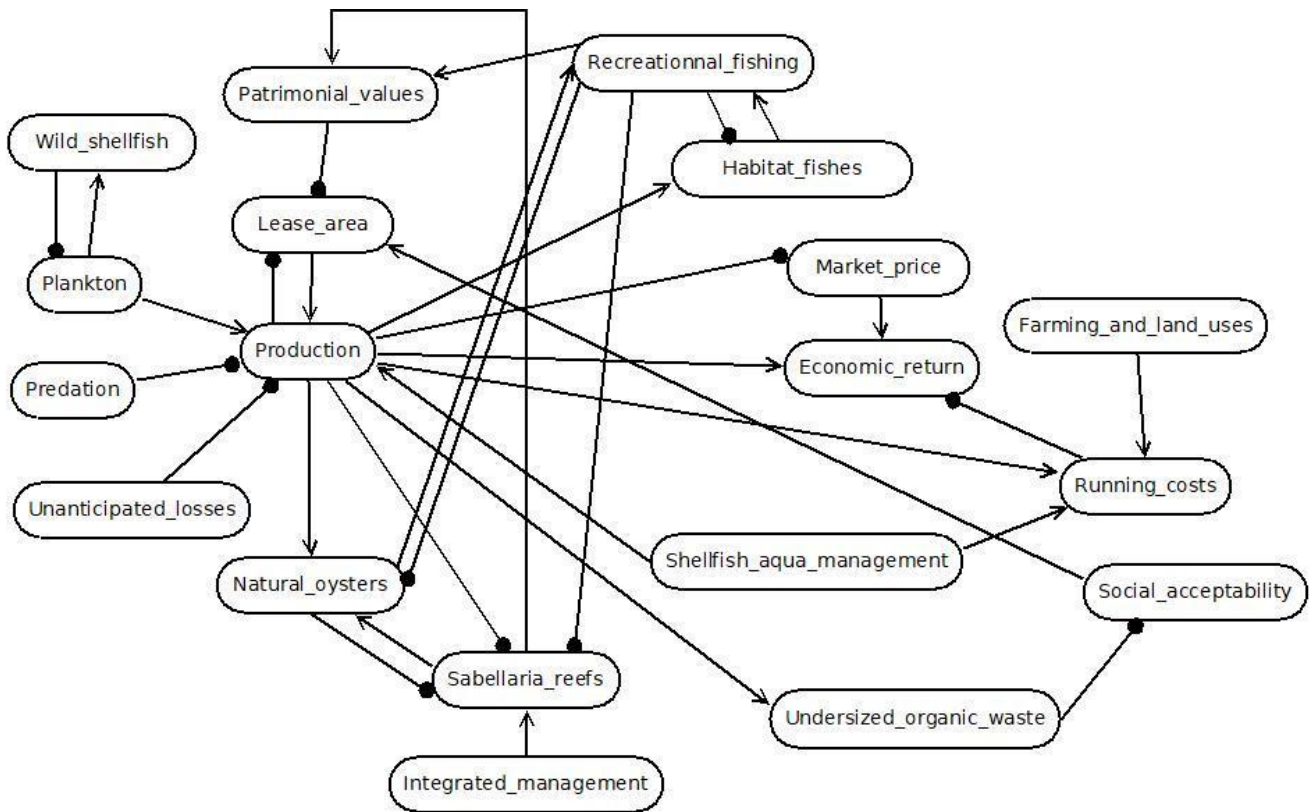 Recreationnal_fishing
Patrimonial_values
Wild_shellfish
Habitat_fishes
Lease_area
Market_price
Plankton
Farming_and_land_uses
Production
Economic_return
Predation
Running_costs
Unanticipated_losses
Shellfish_aqua_management
Natural_oysters
Social_acceptability
Sabellaria_reefs
Undersized_organic_waste
Integrated_management